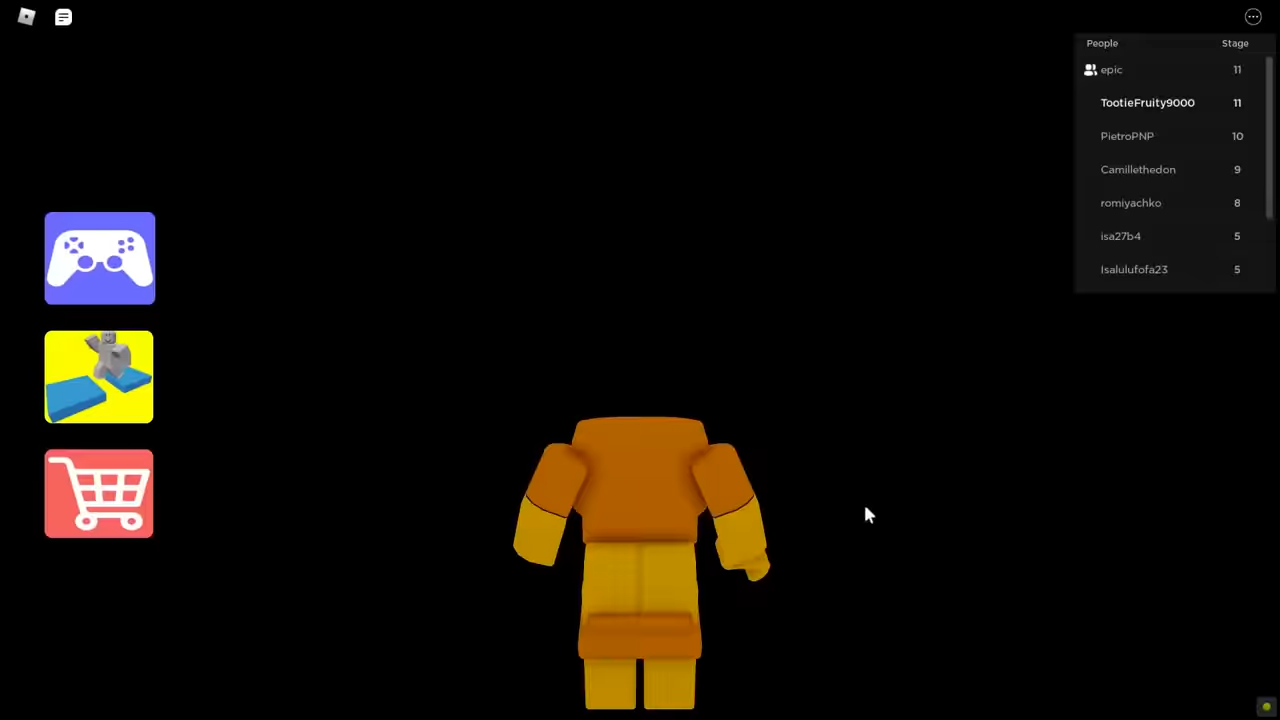 People Stage
epic 11
TootieFruity9000 11
PietroPNP 10
Camillethedon 9
romiyachko 8
isa27b4 5
Isalulufofa23 5